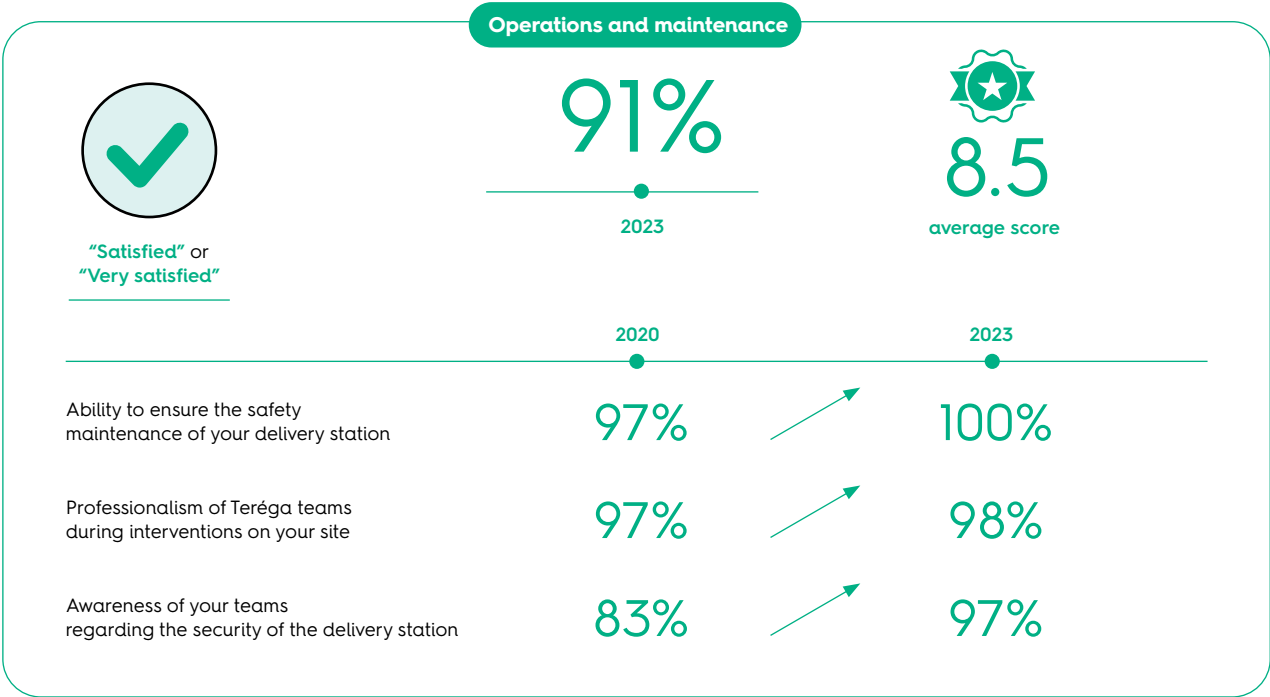 Operations and maintenance
“Satisfied” or
“Very satisfied”
91%
2023
8.5
average score
2020
2023
Ability to ensure the safety
maintenance of your delivery station
97%
100%
Professionalism of Teréga teams
during interventions on your site
97%
98%
Awareness of your teams
regarding the security of the delivery station
83%
97%